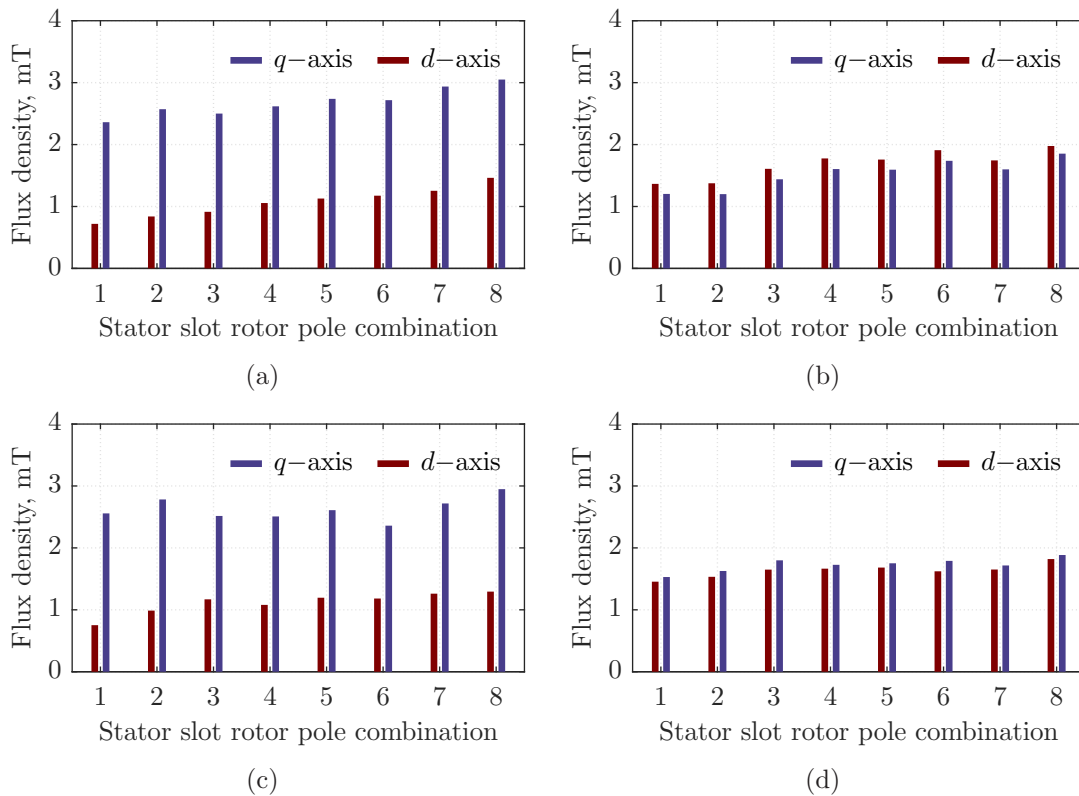 4
3
2
1
0
Flux density, mT
q−axis d−axis
1 2 3 4 5 6 7 8
Stator slot rotor pole combination
(a)
4
3
2
1
0
Flux density, mT
q−axis d−axis
1 2 3 4 5 6 7 8
Stator slot rotor pole combination
(b)
4
3
2
1
0
Flux density, mT
q−axis d−axis
1 2 3 4 5 6 7 8
Stator slot rotor pole combination
(c)
4
3
2
1
0
Flux density, mT
q−axis d−axis
1 2 3 4 5 6 7 8
Stator slot rotor pole combination
(d)